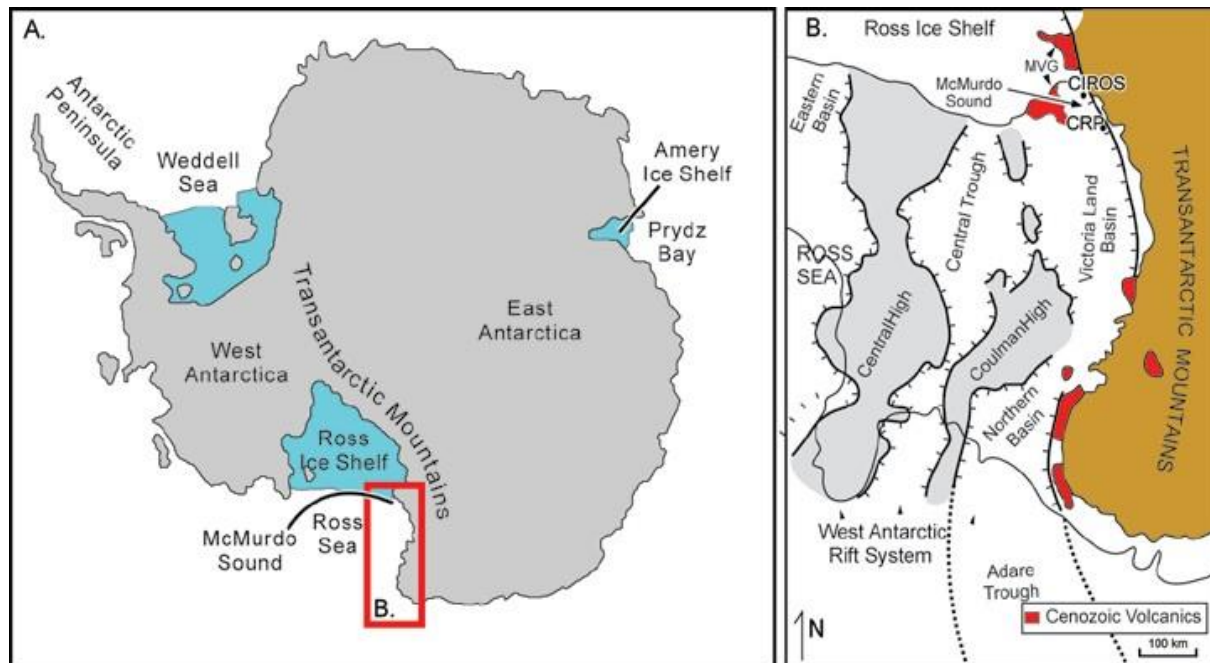 A.
Antarctic
Peninsula
Weddell
Sea
Amery
Ice Shelf
Prydz
Bay
East
Antarctica
West
Antarctica
Transantarctic Mountains
Ross
Ice Shelf
McMurdo
Sound
Ross
Sea
B.
B.
Ross Ice Shelf
MVG
CIROS
McMurdo
Sound
CRP
Eastern
Basin
Central Trough
Victoria Land
Basin
TRANSANTARCTIC MOUNTAINS
ROSS
SEA
CentralHigh
CoulmanHigh
Northern
Basin
West Antarctic
Rift System
Adare
Trough
N
Cenozoic Volcanics
100 km